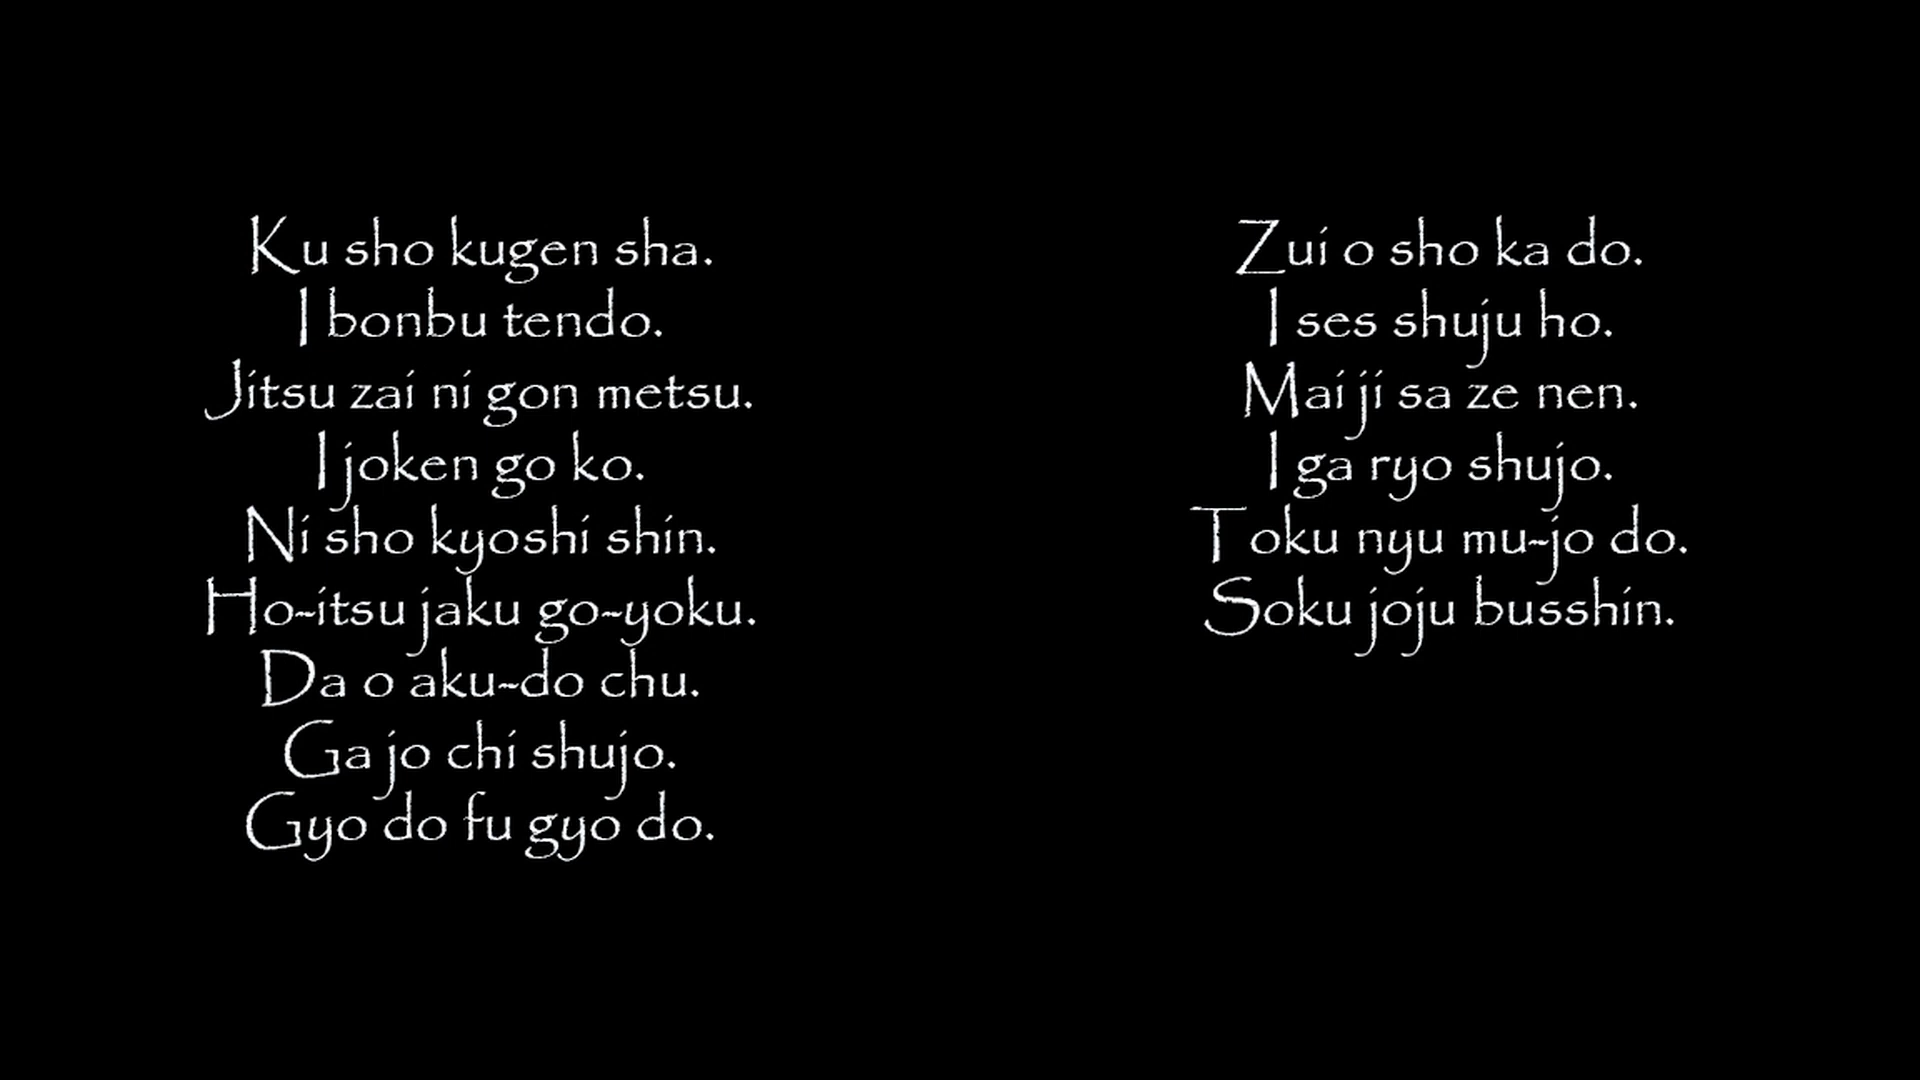 Ku sho kugen sha.
I bonbu tendo.
Jitsu zai ni gon metsu.
I joken go ko.
Ni sho kyoshi shin.
Ho-itsu jaku go-yoku.
Da o aku-do chu.
Ga jo chi shujo.
Gyo do fu gyo do.
Zui o sho ka do.
I ses shuju ho.
Mai ji sa ze nen.
I ga ryo shujo.
Toku nyu mu-jo do.
Soku joju busshin.